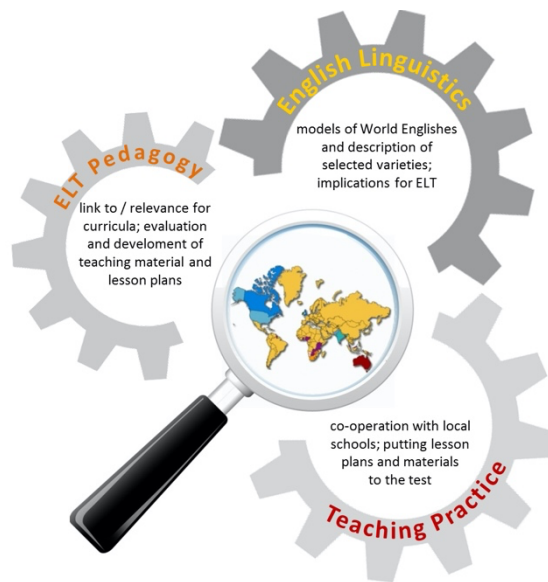 English Linguistics
models of World Englishes
and description of
selected varieties;
implications for ELT
ELT Pedagogy
link to / relevance for
curricula; evaluation
and develoment of
teaching material and
lesson plans
co-operation with local
schools; putting lesson
plans and materials
to the test
Teaching Practice